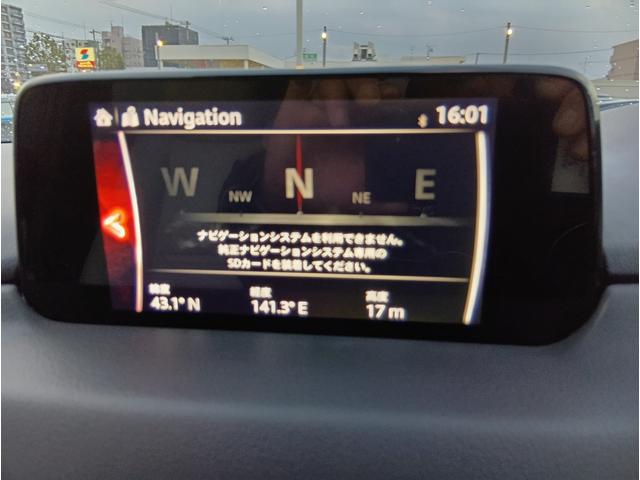 Navigation
16:01
W NW N NE E
ナビゲーションシステムを利用できません。
純正ナビゲーションシステム専用の
SDカードを装着してください。
緯度 経度 高度
43.1° N 141.3° E 17 m